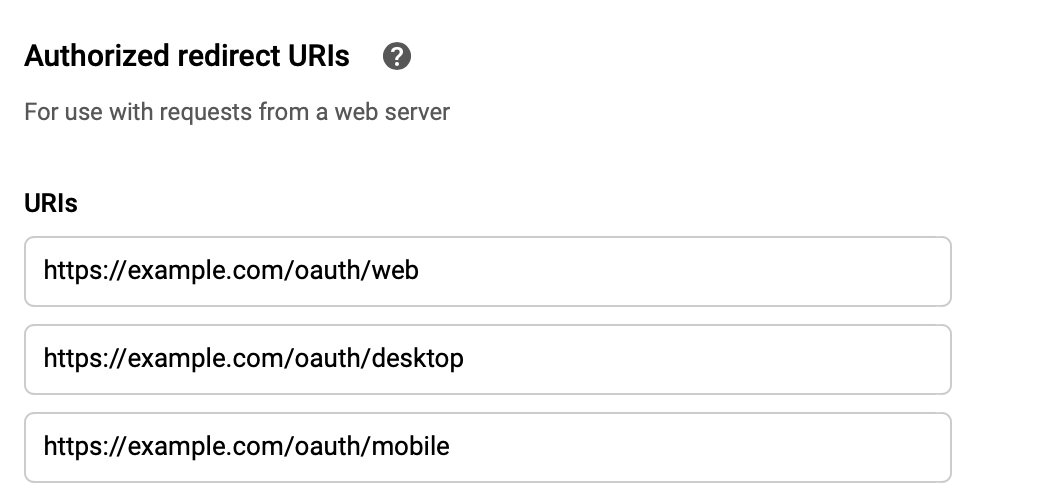 Authorized redirect URIs ?
For use with requests from a web server
URIs
https://example.com/oauth/web
https://example.com/oauth/desktop
https://example.com/oauth/mobile